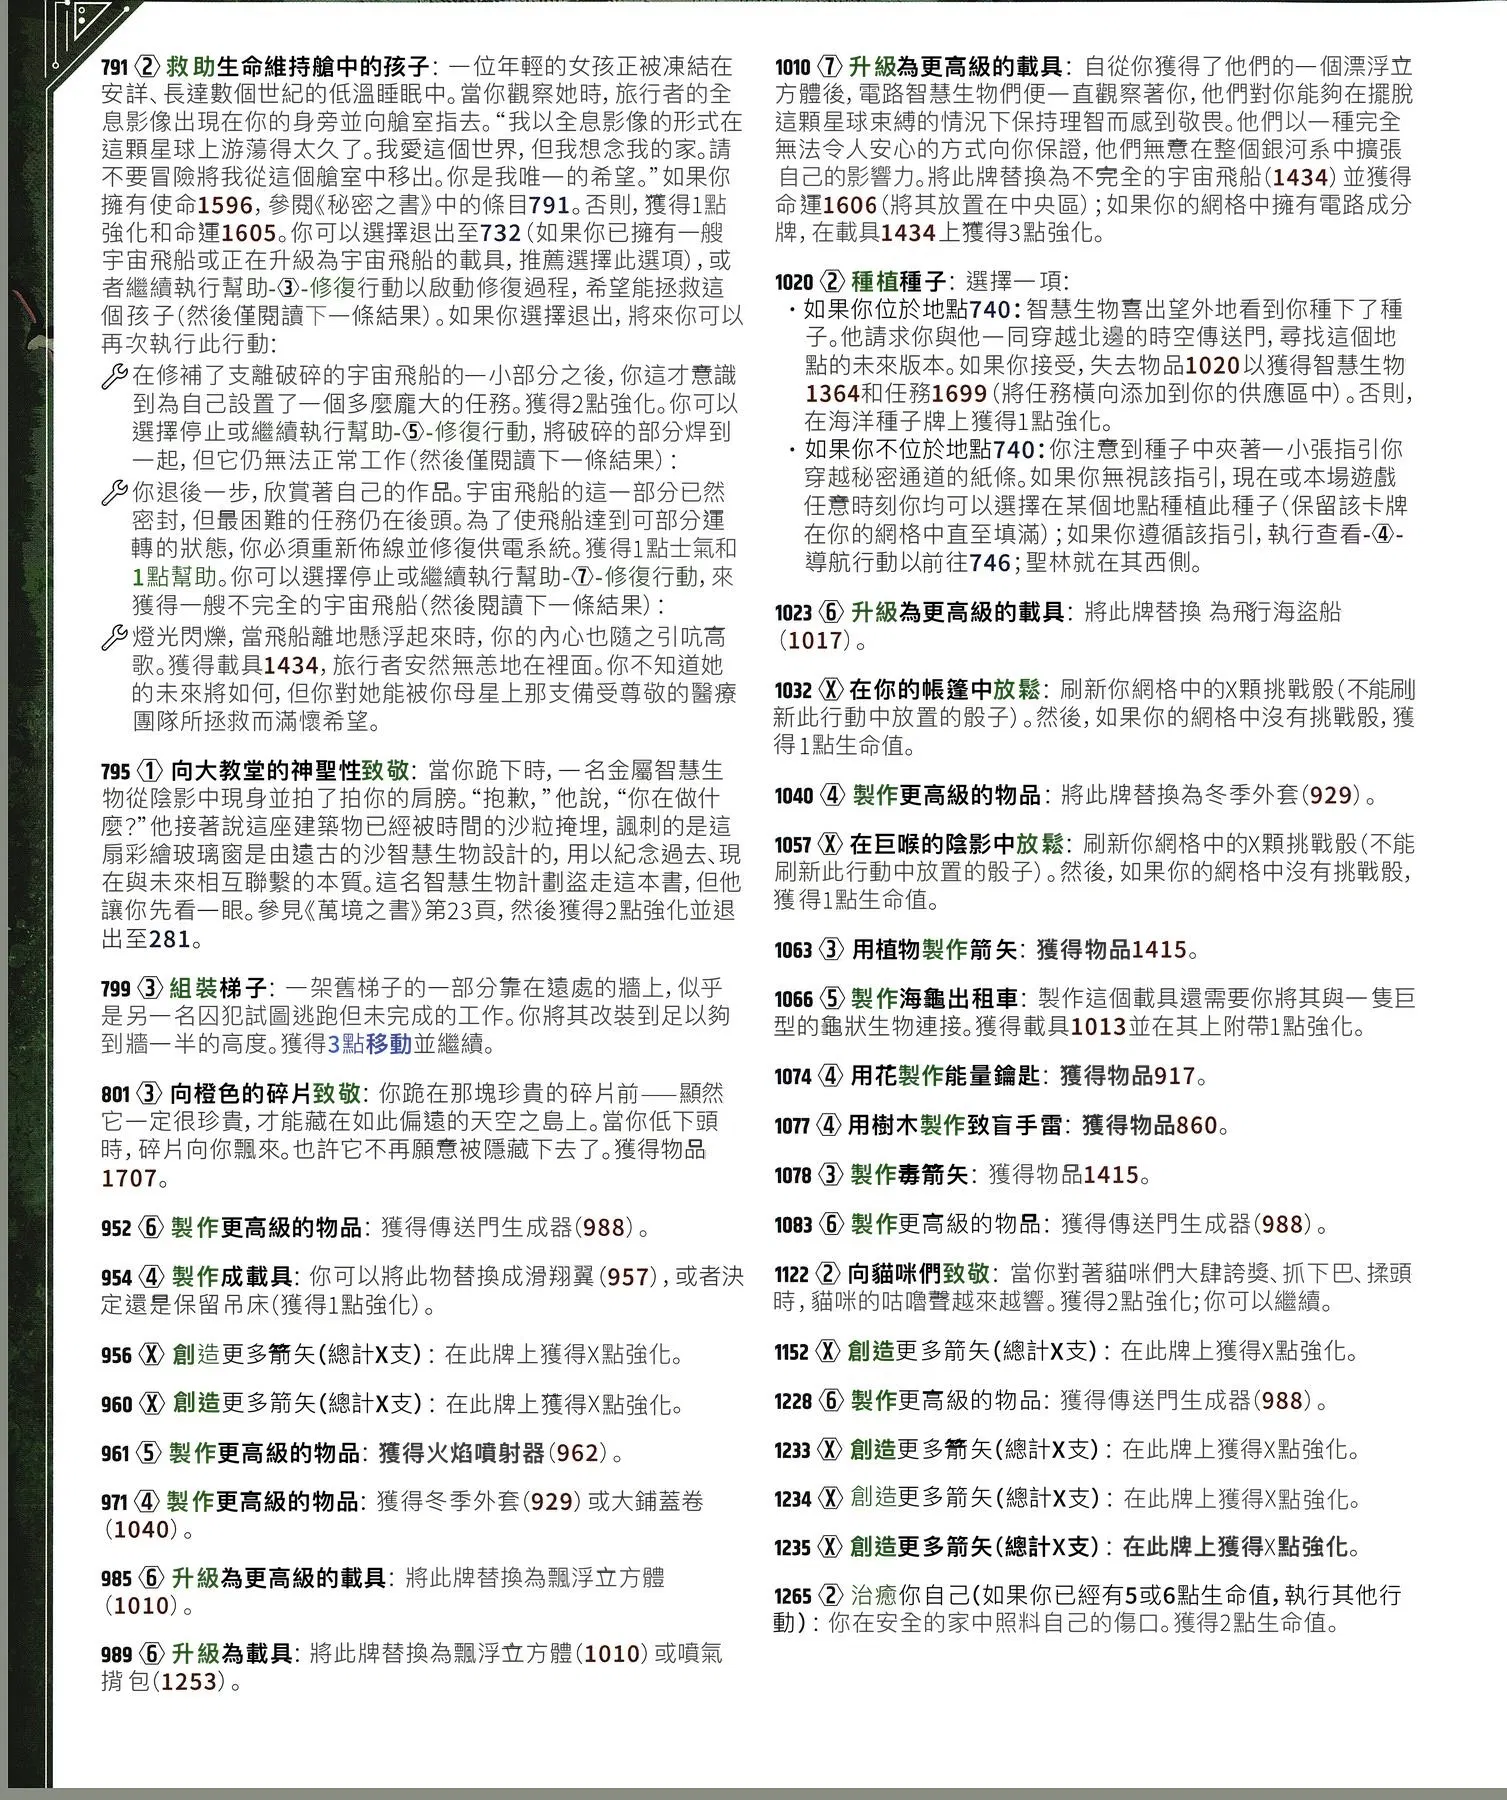 791 ② 救助生命維持艙中的孩子：一位年輕的女孩正被凍結在
安詳、長達數個世紀的低溫睡眠中。當你觀察她時，旅行者的全
息影像出現在你的身旁並向艙室指去。“我以全息影像的形式在
這顆星球上游蕩得太久了。我愛這個世界，但我想念我的家。請
不要冒險將我從這個艙室中移出。你是我唯一的希望。”如果你
擁有使命1596，參閱《秘密之書》中的條目791。否則，獲得1點
強化和命運1605。你可以選擇退出至732（如果你已擁有一艘
宇宙飛船或正在升級為宇宙飛船的載具，推薦選擇此選項），或
者繼續執行幫助-③-修復行動以啟動修復過程，希望能拯救這
個孩子（然後僅閱讀下一條結果）。如果你選擇退出，將來你可以
再次執行此行動：
在修補了支離破碎的宇宙飛船的一小部分之後，你這才意識
到為自己設置了一個多麼龐大的任務。獲得2點強化。你可以
選擇停止或繼續執行幫助-⑤-修復行動，將破碎的部分焊到
一起，但它仍無法正常工作（然後僅閱讀下一條結果）：
你退後一步，欣賞著自己的作品。宇宙飛船的這一部分已然
密封，但最困難的任務仍在後頭。為了使飛船達到可部分運
轉的狀態，你必須重新佈線並修復供電系統。獲得1點士氣和
1點幫助。你可以選擇停止或繼續執行幫助-⑦-修復行動，來
獲得一艘不完全的宇宙飛船（然後閱讀下一條結果）：
燈光閃爍，當飛船離地懸浮起來時，你的內心也隨之引吭高
歌。獲得載具1434，旅行者安然無恙地在裡面。你不知道她
的未來將如何，但你對她能被你母星上那支備受尊敬的醫療
團隊所拯救而滿懷希望。
795 ① 向大教堂的神聖性致敬：當你跪下時，一名金屬智慧生
物從陰影中現身並拍了拍你的肩膀。“抱歉，”他說，“你在做什
麼？”他接著說這座建築物已經被時間的沙粒掩埋，諷刺的是這
扇彩繪玻璃窗是由遠古的沙智慧生物設計的，用以紀念過去、現
在與未來相互聯繫的本質。這名智慧生物計劃盜走這本書，但他
讓你先看一眼。參見《萬境之書》第23頁，然後獲得2點強化並退
出至281。
799 ③ 組裝梯子：一架舊梯子的一部分靠在遠處的牆上，似乎
是另一名囚犯試圖逃跑但未完成的工作。你將其改裝到足以夠
到牆一半的高度。獲得3點移動並繼續。
801 ③ 向橙色的碎片致敬：你跪在那塊珍貴的碎片前——顯然
它一定很珍貴，才能藏在如此偏遠的天空之島上。當你低下頭
時，碎片向你飄來。也許它不再願意被隱藏下去了。獲得物品
1707。
952 ⑥ 製作更高級的物品：獲得傳送門生成器（988）。
954 ④ 製作成載具：你可以將此物替換成滑翔翼（957），或者決
定還是保留吊床（獲得1點強化）。
956 Ⓧ 創造更多箭矢（總計X支）：在此牌上獲得X點強化。
960 Ⓧ 創造更多箭矢（總計X支）：在此牌上獲得X點強化。
961 ⑤ 製作更高級的物品：獲得火焰噴射器（962）。
971 ④ 製作更高級的物品：獲得冬季外套（929）或大鋪蓋卷
（1040）。
985 ⑥ 升級為更高級的載具：將此牌替換為飄浮立方體
（1010）。
989 ⑥ 升級為載具：將此牌替換為飄浮立方體（1010）或噴氣
揹包（1253）。
1010 ⑦ 升級為更高級的載具：自從你獲得了他們的一個漂浮立
方體後，電路智慧生物們便一直觀察著你，他們對你能夠在擺脫
這顆星球束縛的情況下保持理智而感到敬畏。他們以一種完全
無法令人安心的方式向你保證，他們無意在整個銀河系中擴張
自己的影響力。將此牌替換為不完全的宇宙飛船（1434）並獲得
命運1606（將其放置在中央區）；如果你的網格中擁有電路成分
牌，在載具1434上獲得3點強化。
1020 ② 種植種子：選擇一項：
·如果你位於地點740：智慧生物喜出望外地看到你種下了種
子。他請求你與他一同穿越北邊的時空傳送門，尋找這個地
點的未來版本。如果你接受，失去物品1020以獲得智慧生物
1364和任務1699（將任務橫向添加到你的供應區中）。否則，
在海洋種子牌上獲得1點強化。
·如果你不位於地點740：你注意到種子中夾著一小張指引你
穿越秘密通道的紙條。如果你無視該指引，現在或本場遊戲
任意時刻你均可以選擇在某個地點種植此種子（保留該卡牌
在你的網格中直至填滿）；如果你遵循該指引，執行查看-④-
導航行動以前往746；聖林就在其西側。
1023 ⑥ 升級為更高級的載具：將此牌替換 為飛行海盜船
（1017）。
1032 Ⓧ 在你的帳篷中放鬆：刷新你網格中的X顆挑戰骰（不能刷
新此行動中放置的骰子）。然後，如果你的網格中沒有挑戰骰，獲
得1點生命值。
1040 ④ 製作更高級的物品：將此牌替換為冬季外套（929）。
1057 Ⓧ 在巨喉的陰影中放鬆：刷新你網格中的X顆挑戰骰（不能
刷新此行動中放置的骰子）。然後，如果你的網格中沒有挑戰骰，
獲得1點生命值。
1063 ③ 用植物製作箭矢：獲得物品1415。
1066 ⑤ 製作海龜出租車：製作這個載具還需要你將其與一隻巨
型的龜狀生物連接。獲得載具1013並在其上附帶1點強化。
1074 ④ 用花製作能量鑰匙：獲得物品917。
1077 ④ 用樹木製作致盲手雷：獲得物品860。
1078 ③ 製作毒箭矢：獲得物品1415。
1083 ⑥ 製作更高級的物品：獲得傳送門生成器（988）。
1122 ② 向貓咪們致敬：當你對著貓咪們大肆誇獎、抓下巴、揉頭
時，貓咪的咕嚕聲越來越響。獲得2點強化；你可以繼續。
1152 Ⓧ 創造更多箭矢（總計X支）：在此牌上獲得X點強化。
1228 ⑥ 製作更高級的物品：獲得傳送門生成器（988）。
1233 Ⓧ 創造更多箭矢（總計X支）：在此牌上獲得X點強化。
1234 Ⓧ 創造更多箭矢（總計X支）：在此牌上獲得X點強化。
1235 Ⓧ 創造更多箭矢（總計X支）：在此牌上獲得X點強化。
1265 ② 治癒你自己（如果你已經有5或6點生命值，執行其他行
動）：你在安全的家中照料自己的傷口。獲得2點生命值。